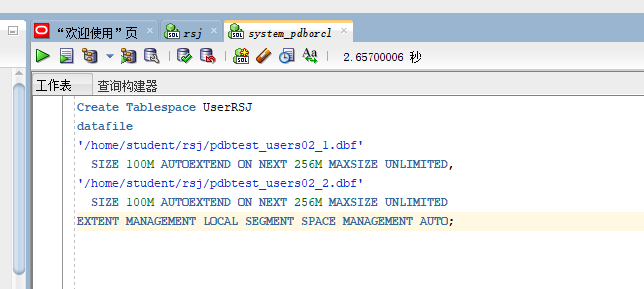 “欢迎使用”页 rsj system_pdborcl
2.65700006 秒
工作表 查询构建器
Create Tablespace UserRSJ
datafile
'/home/student/rsj/pdbtest_users02_1.dbf'
SIZE 100M AUTOEXTEND ON NEXT 256M MAXSIZE UNLIMITED,
'/home/student/rsj/pdbtest_users02_2.dbf'
SIZE 100M AUTOEXTEND ON NEXT 256M MAXSIZE UNLIMITED
EXTENT MANAGEMENT LOCAL SEGMENT SPACE MANAGEMENT AUTO;